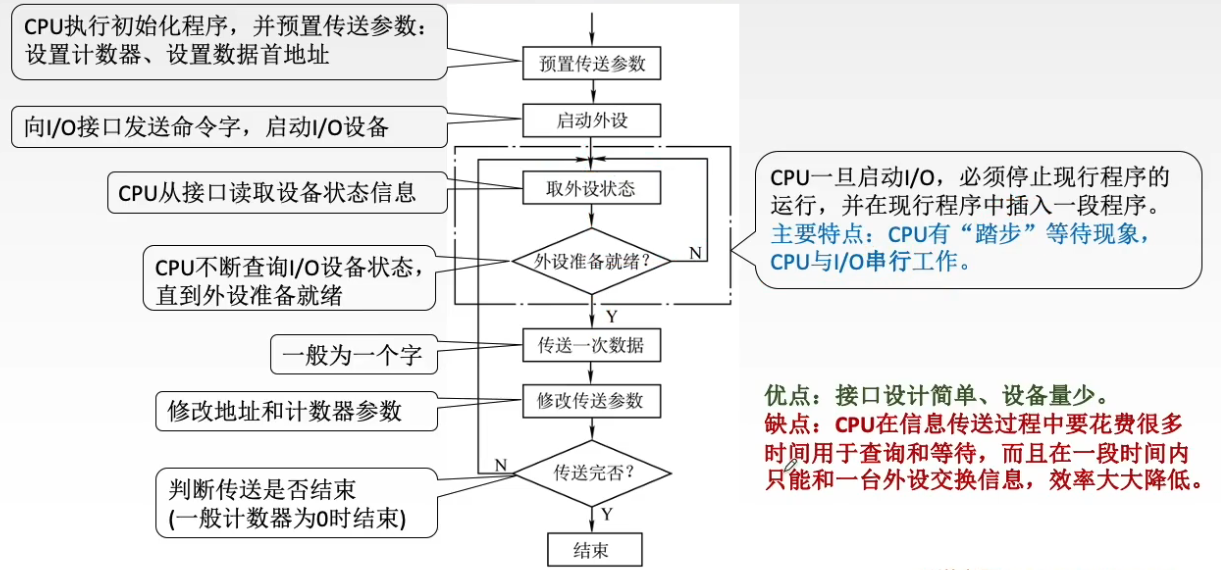 CPU执行初始化程序，并预置传送参数：
设置计数器、设置数据首地址
预置传送参数
向I/O接口发送命令字，启动I/O设备
启动外设
CPU从接口读取设备状态信息
取外设状态
CPU一旦启动I/O，必须停止现行程序的
运行，并在现行程序中插入一段程序。
主要特点：CPU有“踏步”等待现象，
CPU与I/O串行工作。
CPU不断查询I/O设备状态，
直到外设准备就绪
外设准备就绪？
N
Y
一般为一个字
传送一次数据
修改地址和计数器参数
修改传送参数
优点：接口设计简单、设备量少。
缺点：CPU在信息传送过程中要花费很多
时间用于查询和等待，而且在一段时间内
只能和一台外设交换信息，效率大大降低。
判断传送是否结束
(一般计数器为0时结束)
N
传送完否？
Y
结束